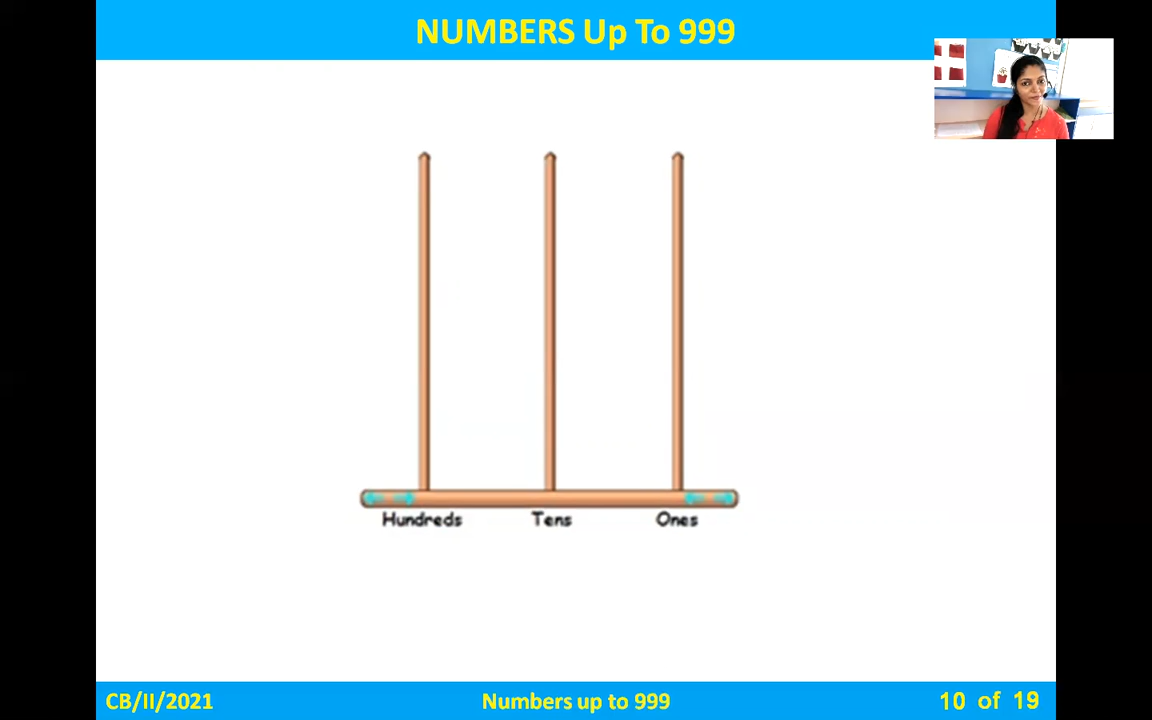 NUMBERS Up To 999
Hundreds Tens Ones
CB/II/2021 Numbers up to 999 10 of 19